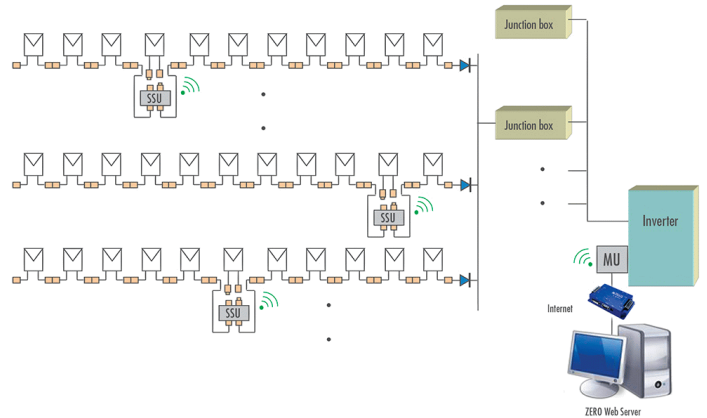 Junction box
SSU
Junction box
SSU
Inverter
MU
SSU
Internet
ZERO Web Server